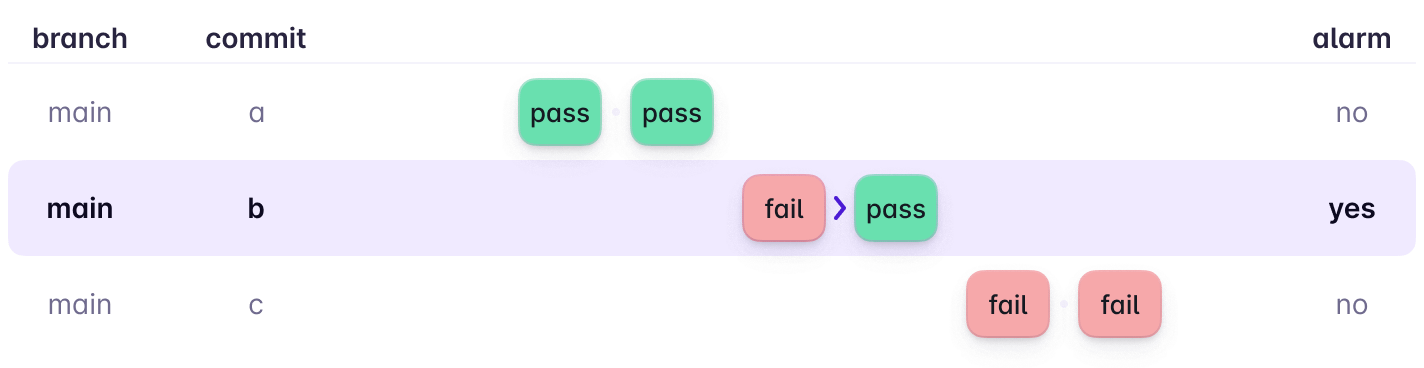 branch commit alarm
main a pass pass no
main b fail pass yes
main c fail fail no